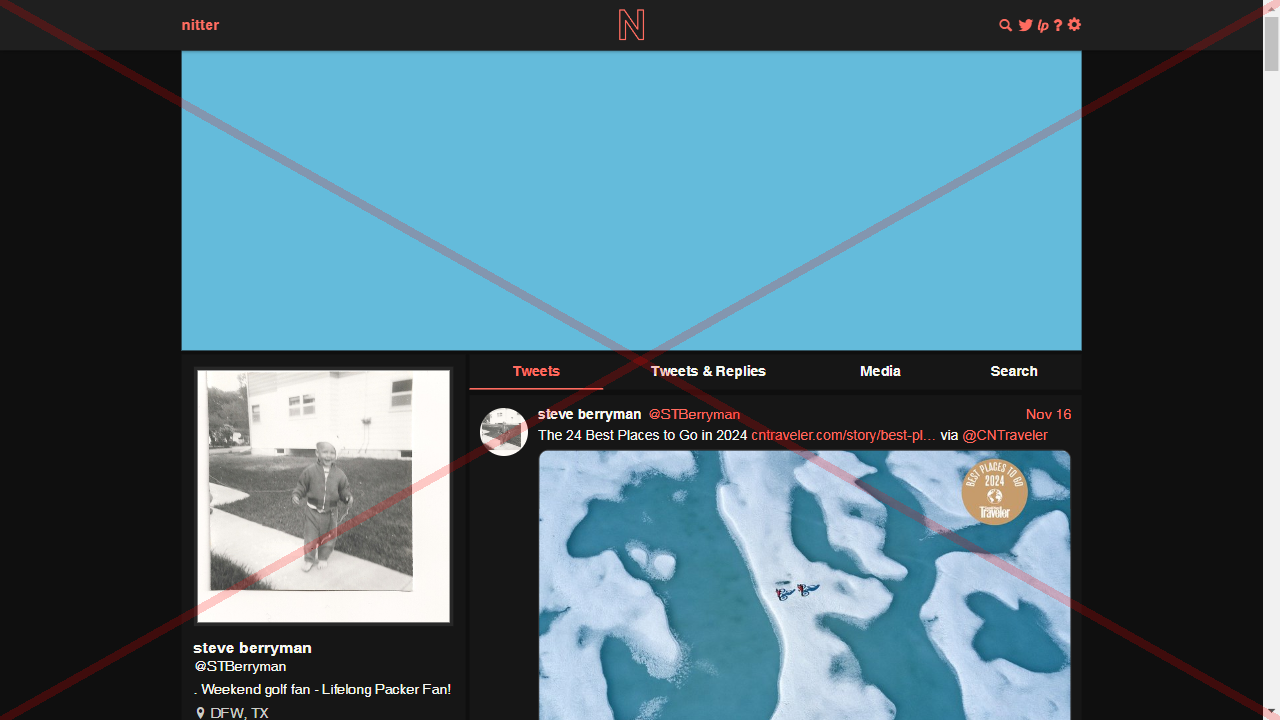 nitter
N
lp ?
Tweets
Tweets & Replies
Media
Search
steve berryman @STBerryman
Nov 16
The 24 Best Places to Go in 2024 cntraveler.com/story/best-pl… via @CNTraveler
BEST PLACES TO GO
2024
Traveler
steve berryman
@STBerryman
. Weekend golf fan - Lifelong Packer Fan!
DFW, TX